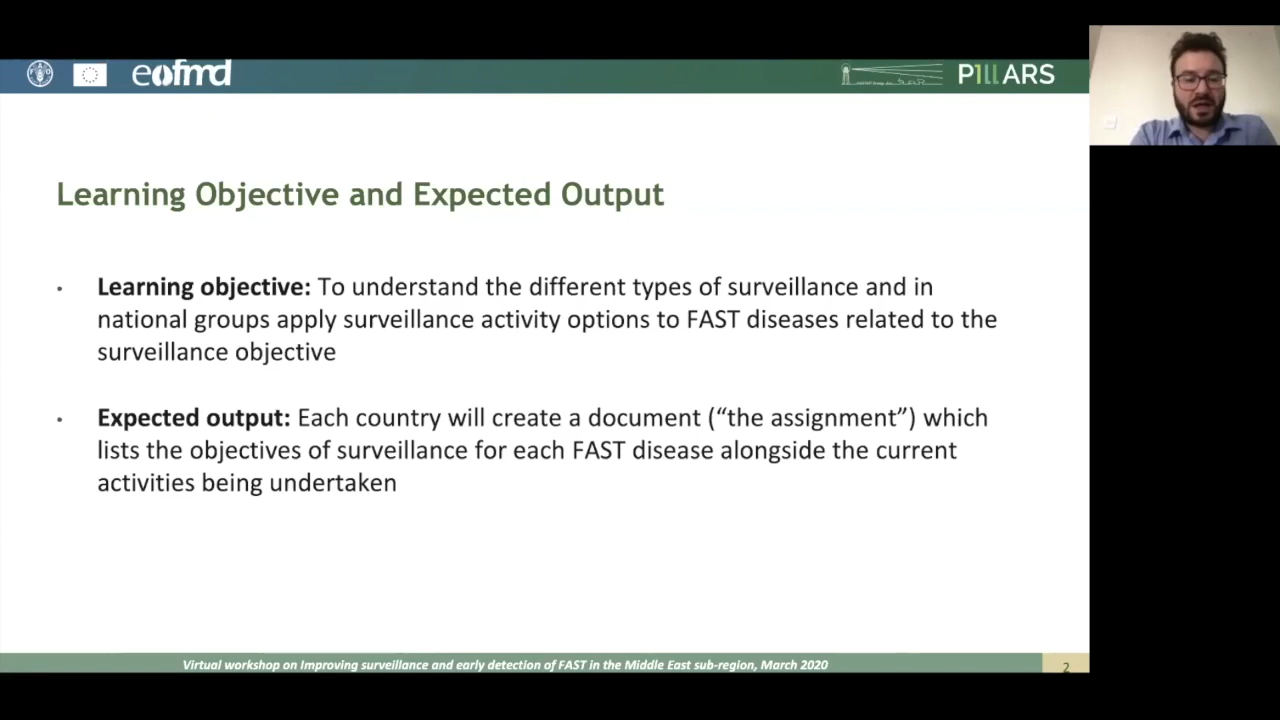 eofmd
PILLARS
Learning Objective and Expected Output
• Learning objective: To understand the different types of surveillance and in
national groups apply surveillance activity options to FAST diseases related to the
surveillance objective
• Expected output: Each country will create a document (“the assignment”) which
lists the objectives of surveillance for each FAST disease alongside the current
activities being undertaken
Virtual workshop on Improving surveillance and early detection of FAST in the Middle East sub-region, March 2020
2